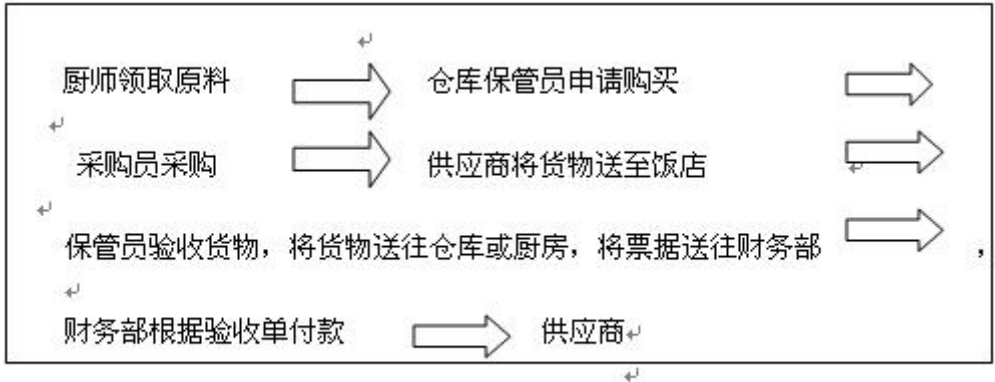 厨师领取原料 仓库保管员申请购买
采购员采购 供应商将货物送至饭店
保管员验收货物，将货物送往仓库或厨房，将票据送往财务部 ，
财务部根据验收单付款 供应商